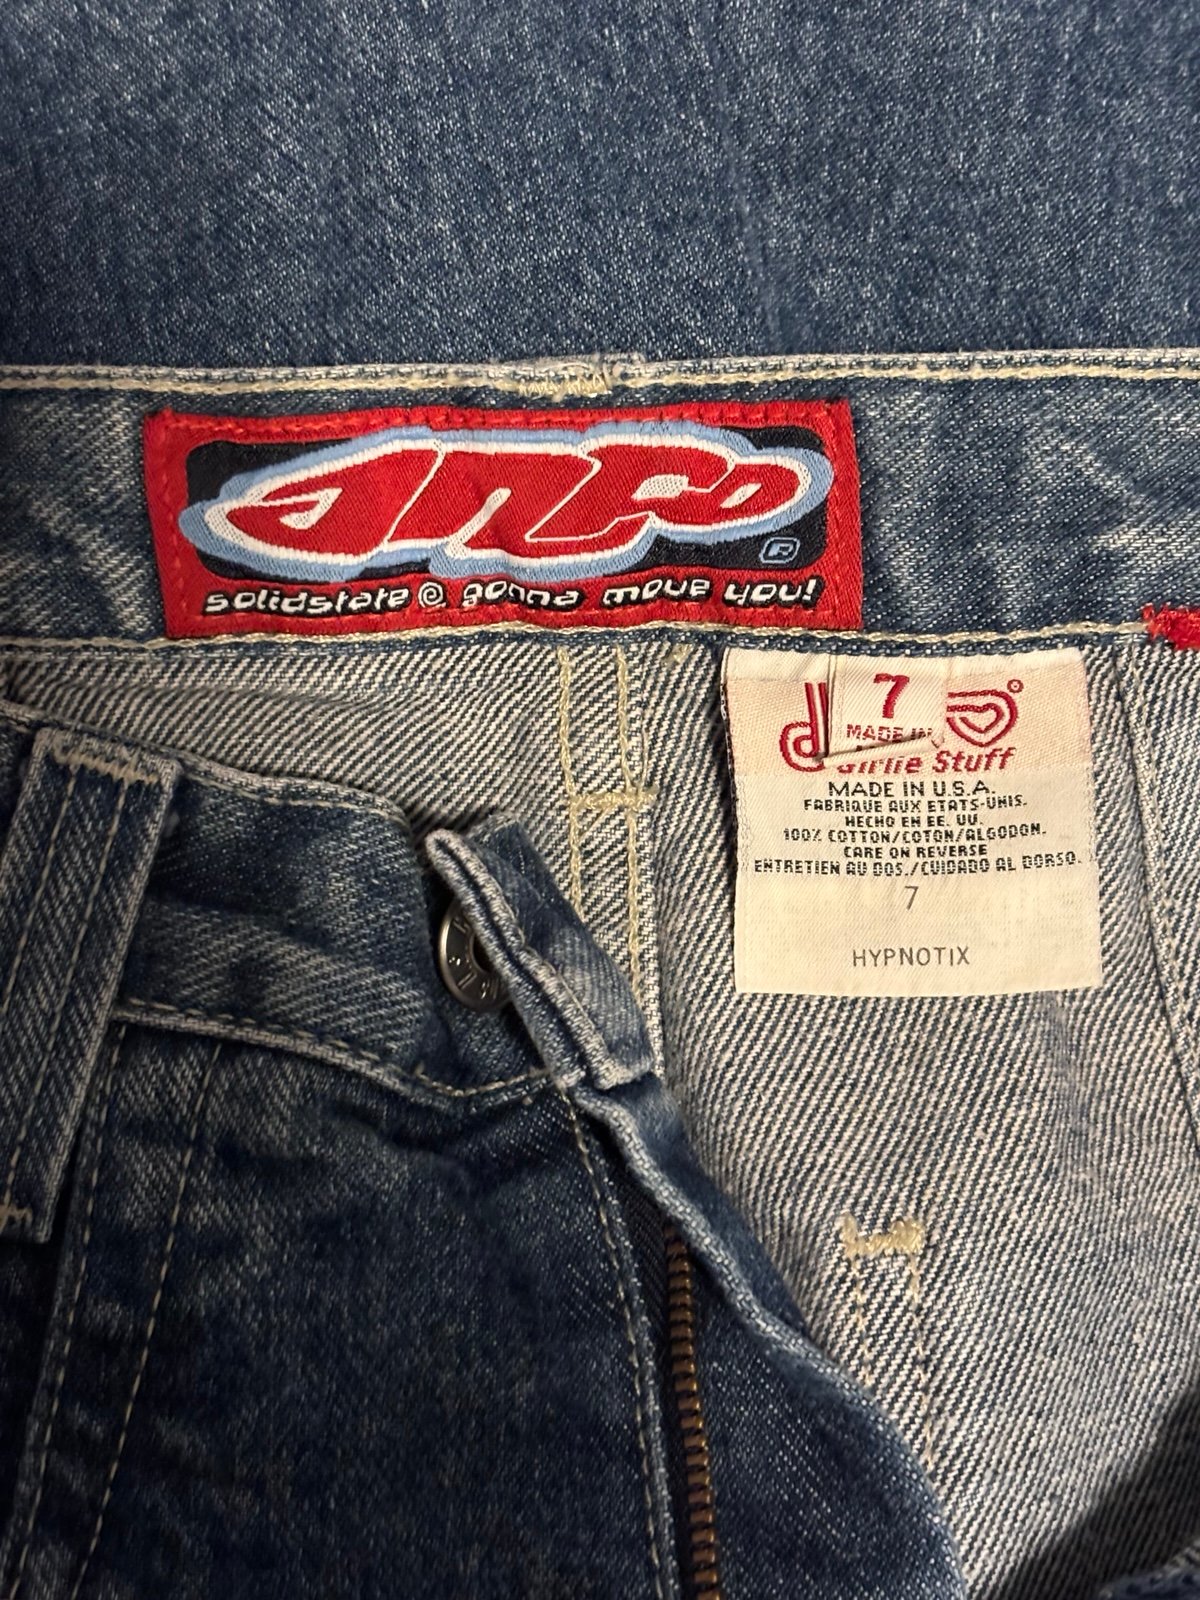 JNCO ®
solidstate @ gonna move you!
7
MADE IN
Girlie Stuff
MADE IN U.S.A.
FABRIQUE AUX ETATS-UNIS.
HECHO EN EE. UU.
100% COTTON/COTON/ALGODON.
CARE ON REVERSE
ENTRETIEN AU DOS./CUIDADO AL DORSO.
7
HYPNOTIX